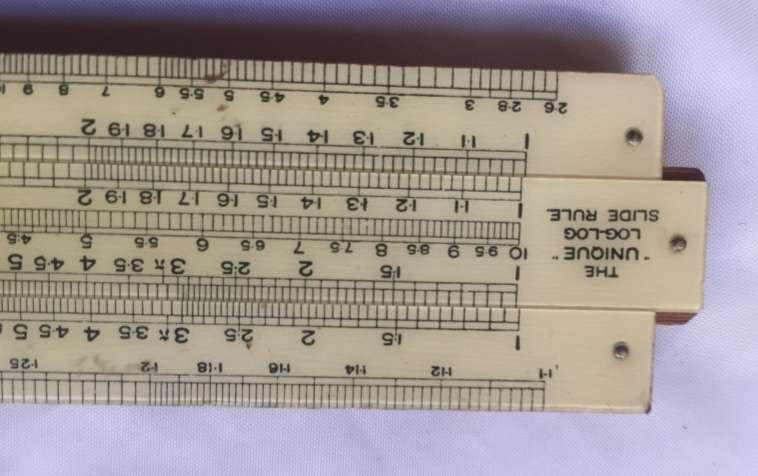 1·1 1·12 1·14 1·16 1·18 1·2 1·25
1 1·5 2 2·5 3 π 3·5 4 4·5 5
1 1·5 2 2·5 3 π 3·5 4 4·5 5
THE
"UNIQUE"
LOG-LOG
SLIDE RULE.
10 9·5 9 8·5 8 7·5 7 6·5 6 5·5 5 4·5
1 1·1 1·2 1·3 1·4 1·5 1·6 1·7 1·8 1·9 2
1 1·1 1·2 1·3 1·4 1·5 1·6 1·7 1·8 1·9 2
2·6 2·8 3 3·5 4 4·5 5 5·5 6 7 8 9